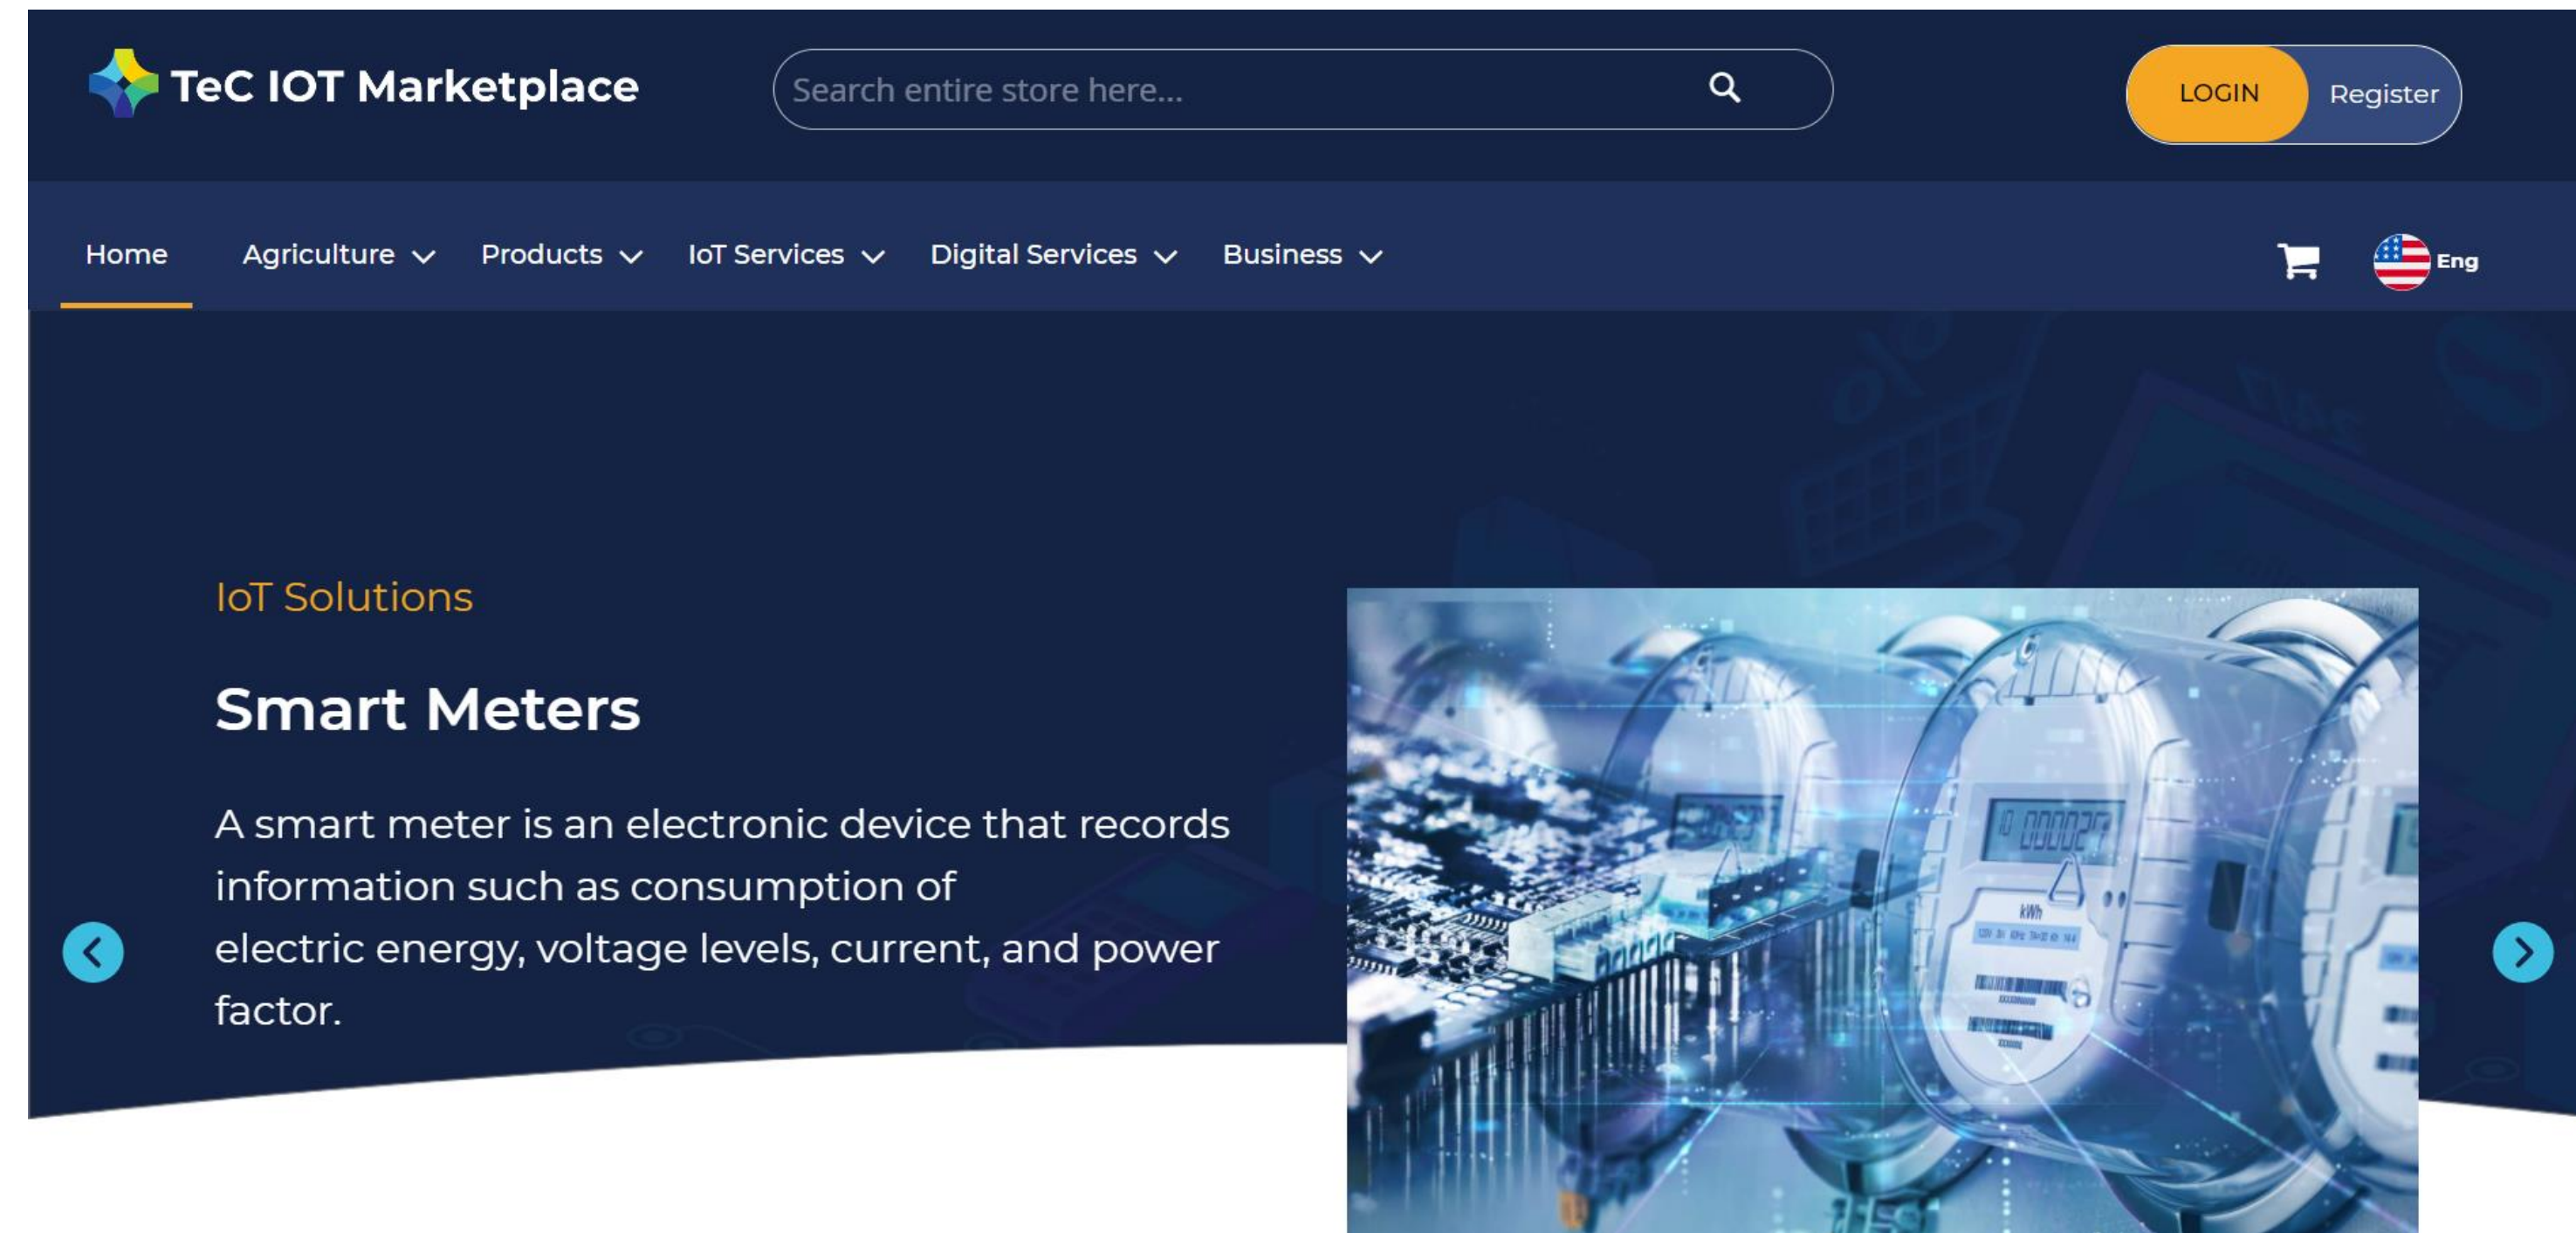 TeC IOT Marketplace
Search entire store here...
LOGIN
Register
Home
Agriculture
Products
IoT Services
Digital Services
Business
Eng
IoT Solutions
Smart Meters
A smart meter is an electronic device that records
information such as consumption of
electric energy, voltage levels, current, and power
factor.
kWh